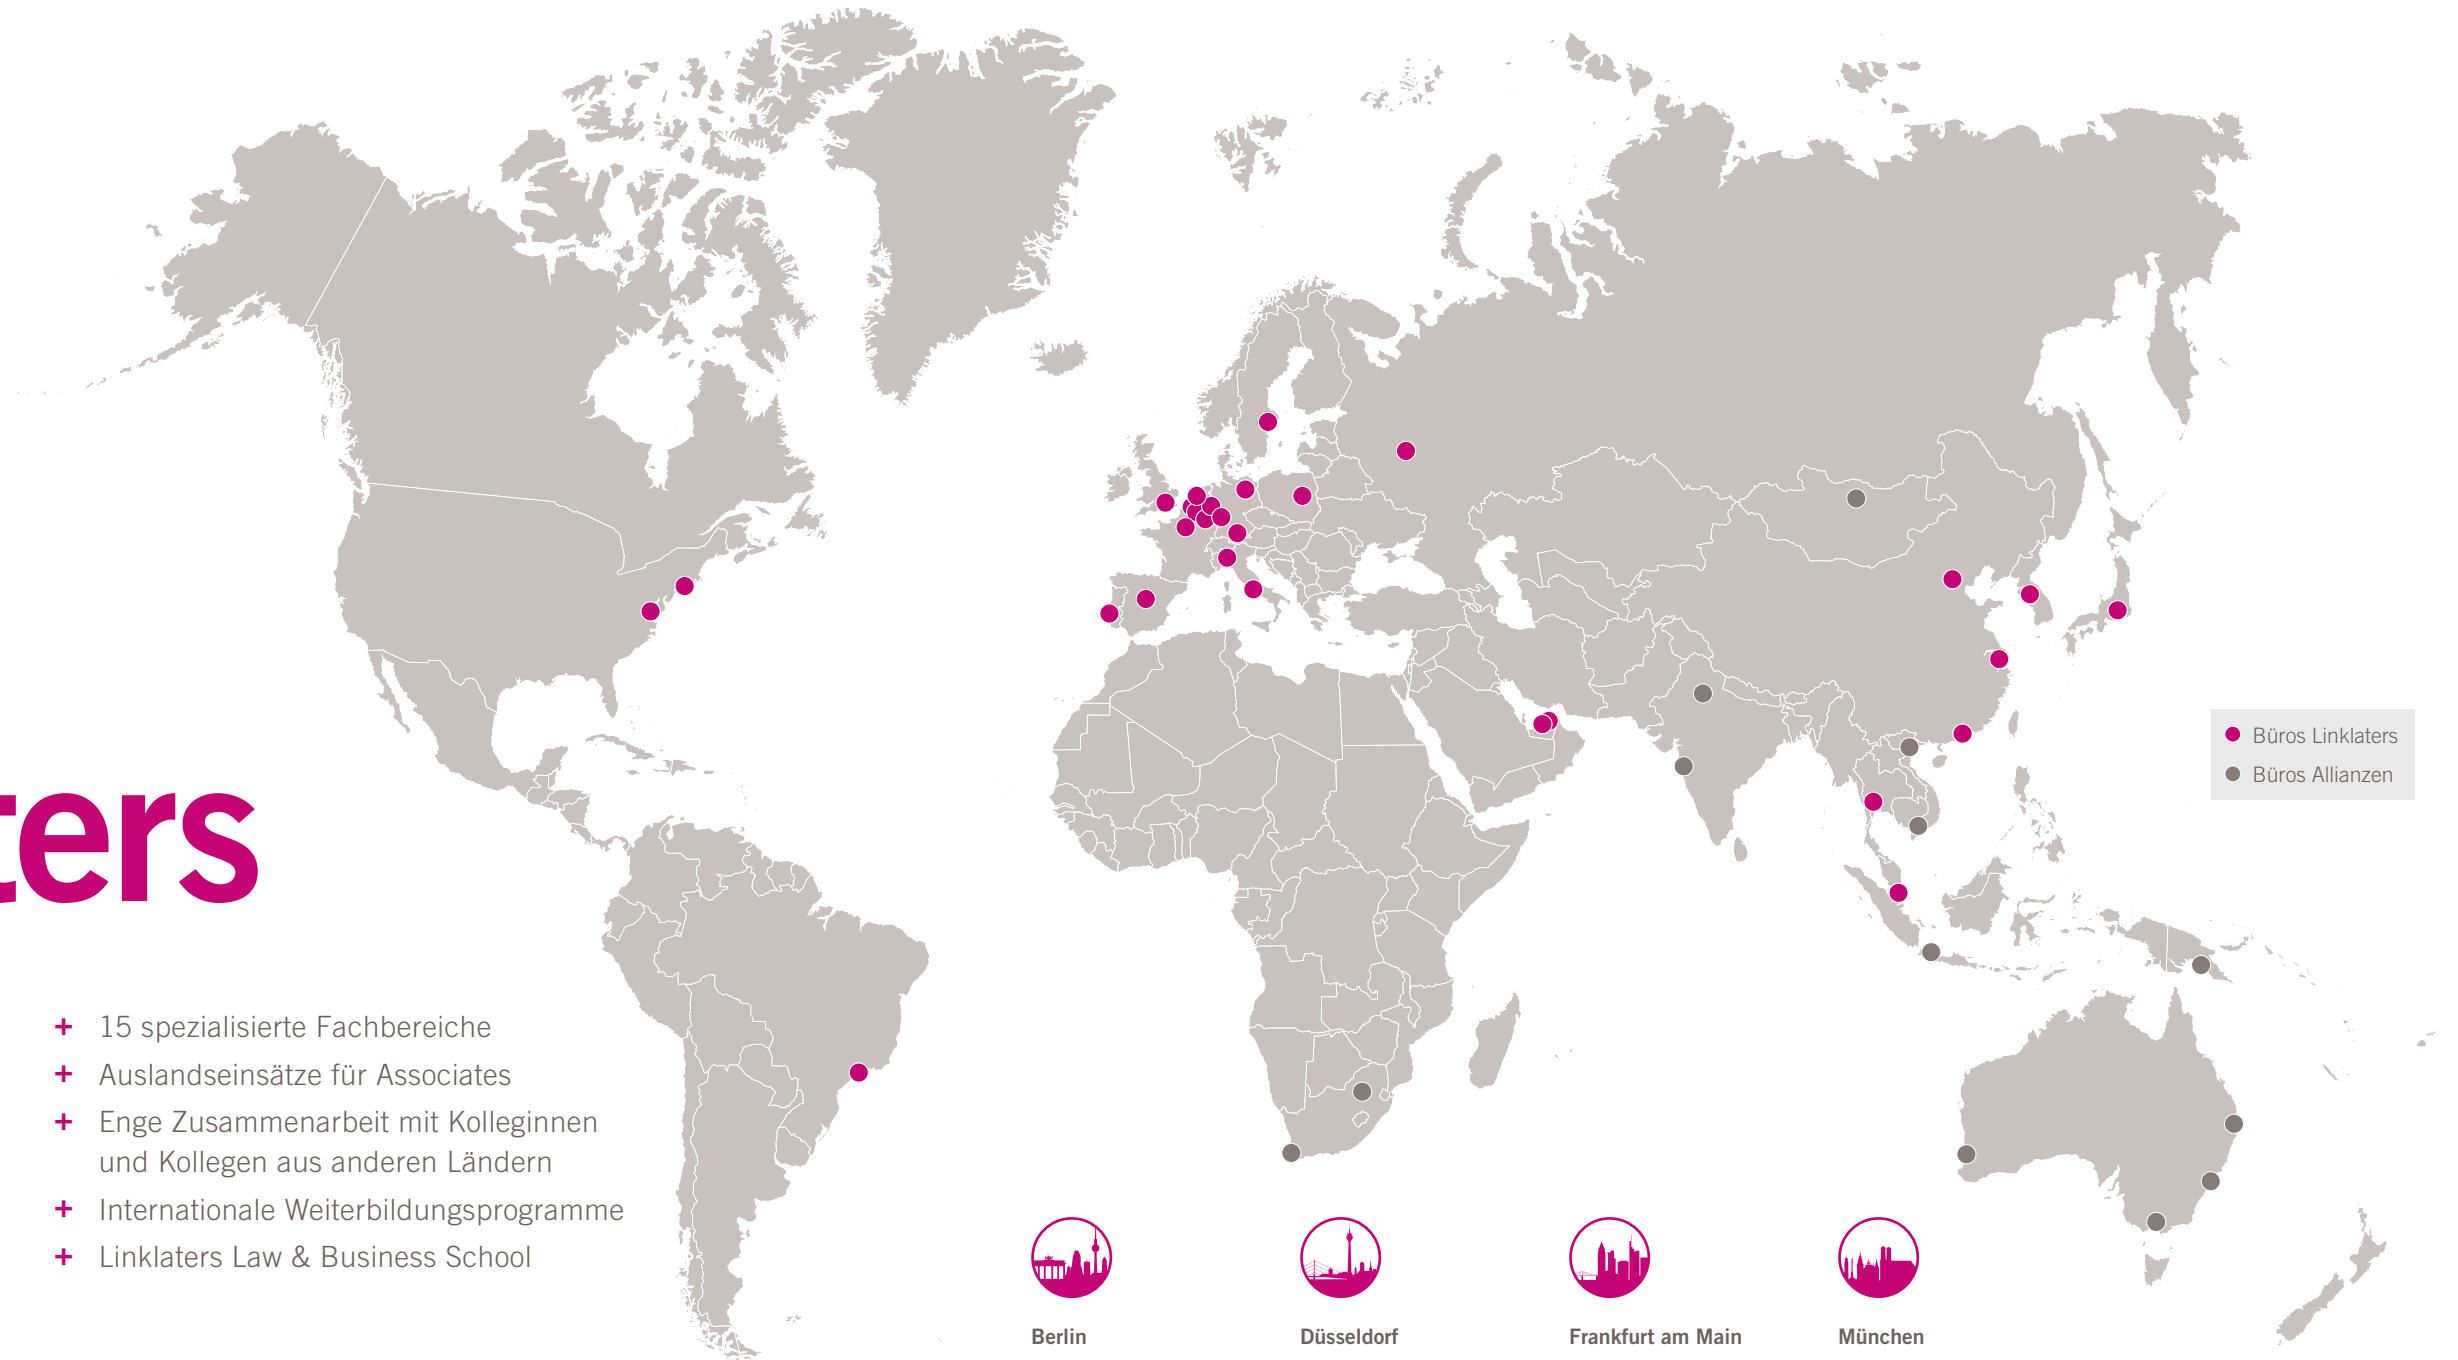 ters
+ 15 spezialisierte Fachbereiche
+ Auslandseinsätze für Associates
+ Enge Zusammenarbeit mit Kolleginnen
und Kollegen aus anderen Ländern
+ Internationale Weiterbildungsprogramme
+ Linklaters Law & Business School
Büros Linklaters
Büros Allianzen
Berlin
Düsseldorf
Frankfurt am Main
München